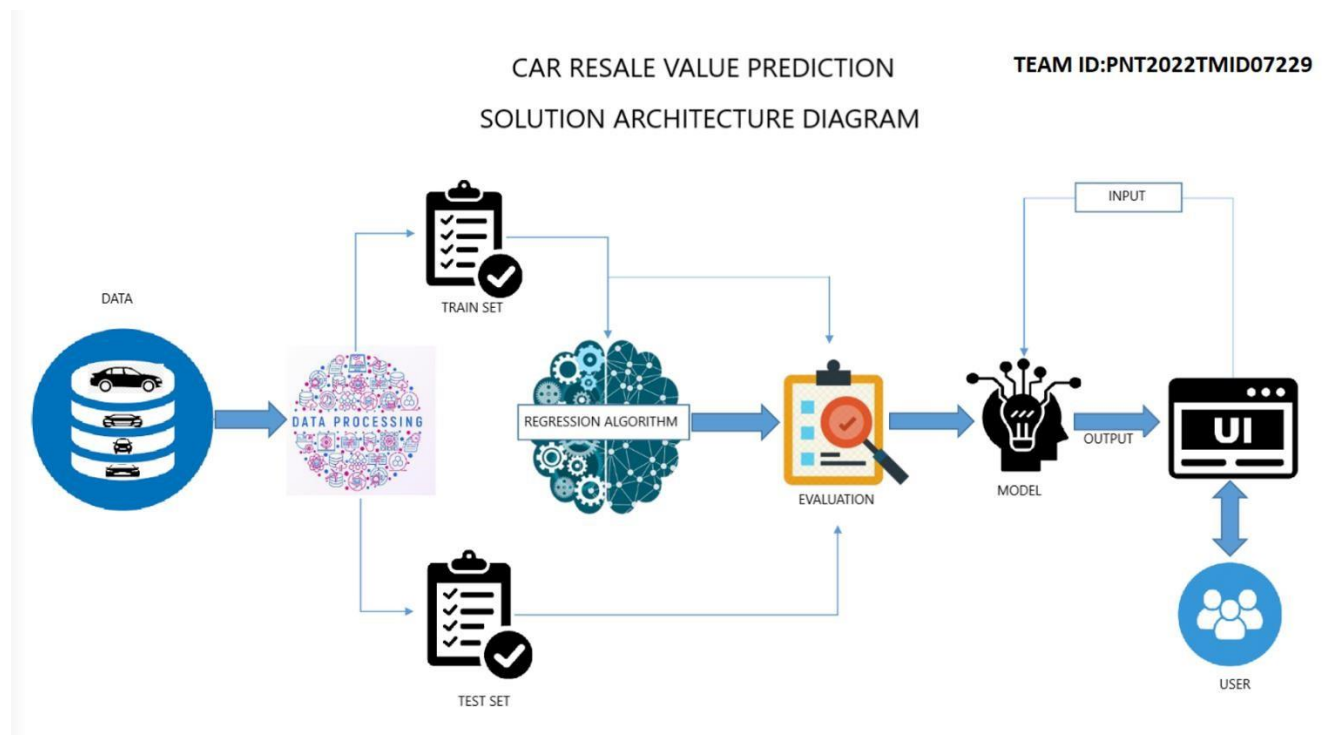 CAR RESALE VALUE PREDICTION
SOLUTION ARCHITECTURE DIAGRAM
TEAM ID:PNT2022TMID07229
DATA
DATA PROCESSING
TRAIN SET
TEST SET
REGRESSION ALGORITHM
EVALUATION
MODEL
INPUT
OUTPUT
UI
USER